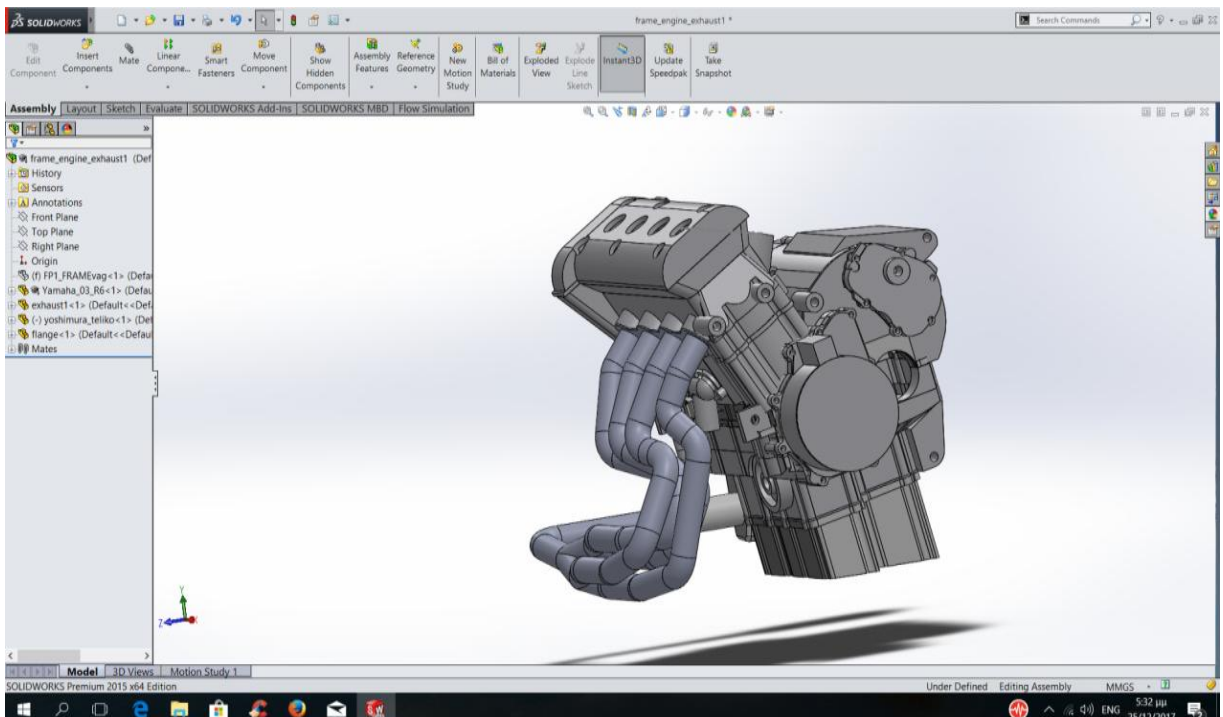 SOLIDWORKS
frame_engine_exhaust1 *
Search Commands
Edit Component
Insert Components
Mate
Linear Compone...
Smart Fasteners
Move Component
Show Hidden Components
Assembly Features
Reference Geometry
New Motion Study
Bill of Materials
Exploded View
Explode Line Sketch
Instant3D
Update Speedpak
Take Snapshot
Assembly Layout Sketch Evaluate SOLIDWORKS Add-Ins SOLIDWORKS MBD Flow Simulation
frame_engine_exhaust1 (Def
History
Sensors
Annotations
Front Plane
Top Plane
Right Plane
Origin
(f) FP1_FRAMEvag<1> (Defau
Yamaha_03_R6<1> (Defau
exhaust1<1> (Default<<Def
(-) yoshimura_teliko<1> (Def
flange<1> (Default<<Defaul
Mates
Y
Z
Model 3D Views Motion Study 1
SOLIDWORKS Premium 2015 x64 Edition
Under Defined Editing Assembly MMGS
ENG 5:32 μμ
25/12/2017